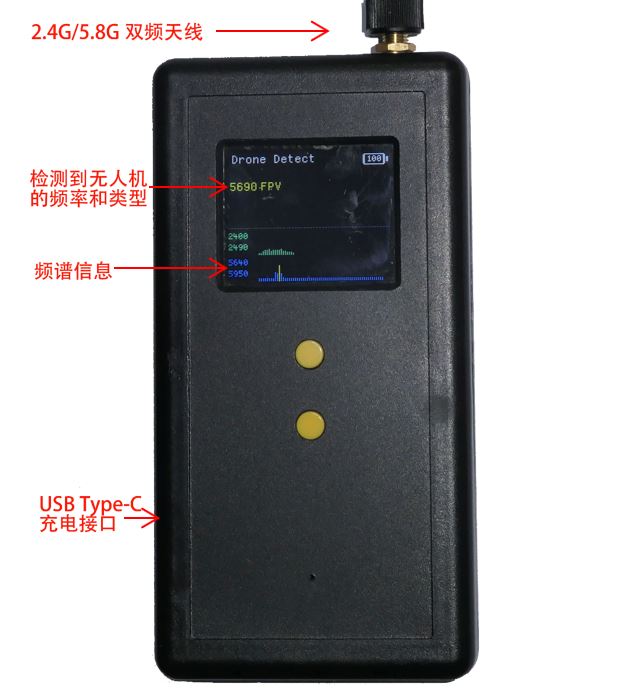 2.4G/5.8G 双频天线
Drone Detect 100
检测到无人机
的频率和类型
5690 FPV
2400
2490
频谱信息
5640
5950
USB Type-C
充电接口